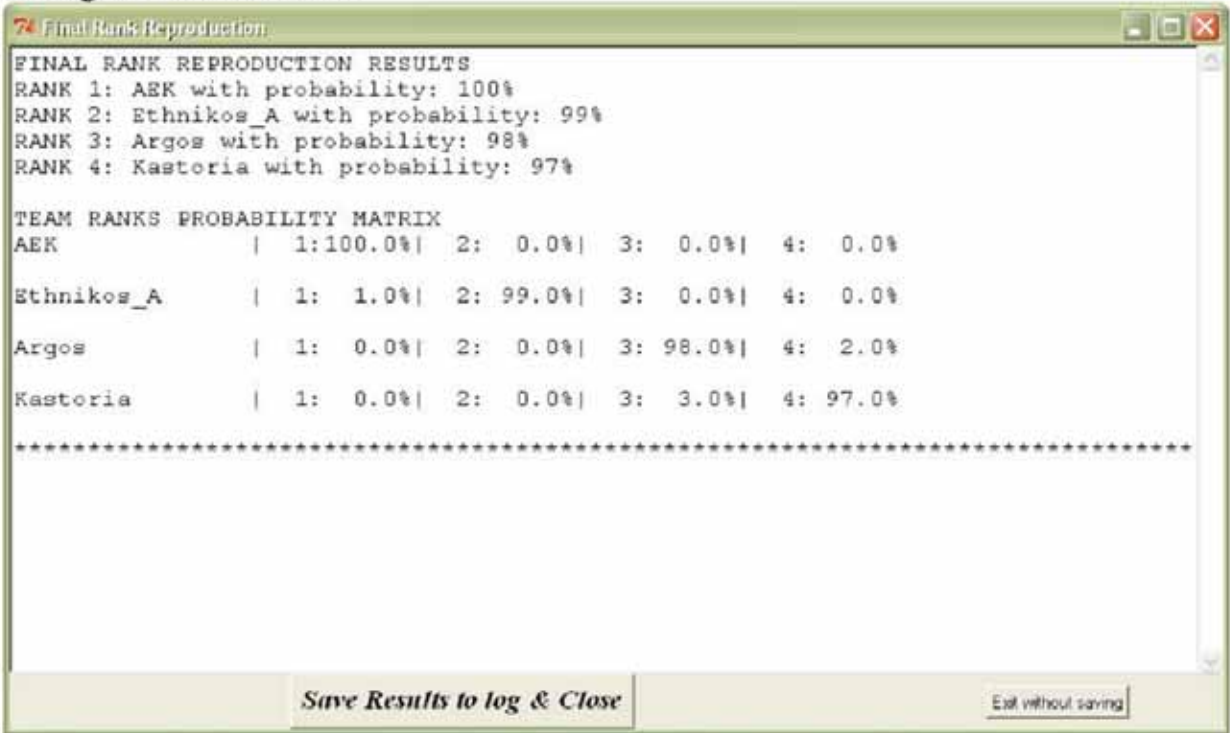 Final Rank Reproduction
FINAL RANK REPRODUCTION RESULTS
RANK 1: AEK with probability: 100%
RANK 2: Ethnikos_A with probability: 99%
RANK 3: Argos with probability: 98%
RANK 4: Kastoria with probability: 97%
TEAM RANKS PROBABILITY MATRIX
AEK | 1:100.0%| 2: 0.0%| 3: 0.0%| 4: 0.0%
Ethnikos_A | 1: 1.0%| 2: 99.0%| 3: 0.0%| 4: 0.0%
Argos | 1: 0.0%| 2: 0.0%| 3: 98.0%| 4: 2.0%
Kastoria | 1: 0.0%| 2: 0.0%| 3: 3.0%| 4: 97.0%
********************************************************************************
Save Results to log & Close
Exit without saving